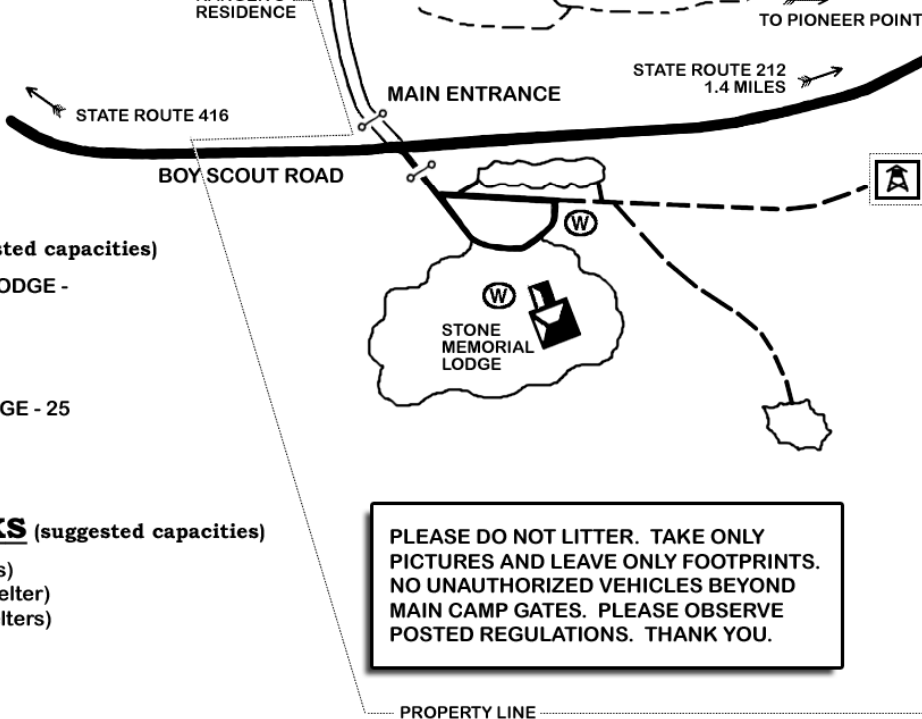 RESIDENCE
TO PIONEER POINT
STATE ROUTE 212
1.4 MILES
MAIN ENTRANCE
STATE ROUTE 416
BOY SCOUT ROAD
W
sted capacities)
ODGE -
W
STONE
MEMORIAL
LODGE
GE - 25
KS (suggested capacities)
s)
elter)
lters)
PLEASE DO NOT LITTER. TAKE ONLY
PICTURES AND LEAVE ONLY FOOTPRINTS.
NO UNAUTHORIZED VEHICLES BEYOND
MAIN CAMP GATES. PLEASE OBSERVE
POSTED REGULATIONS. THANK YOU.
PROPERTY LINE